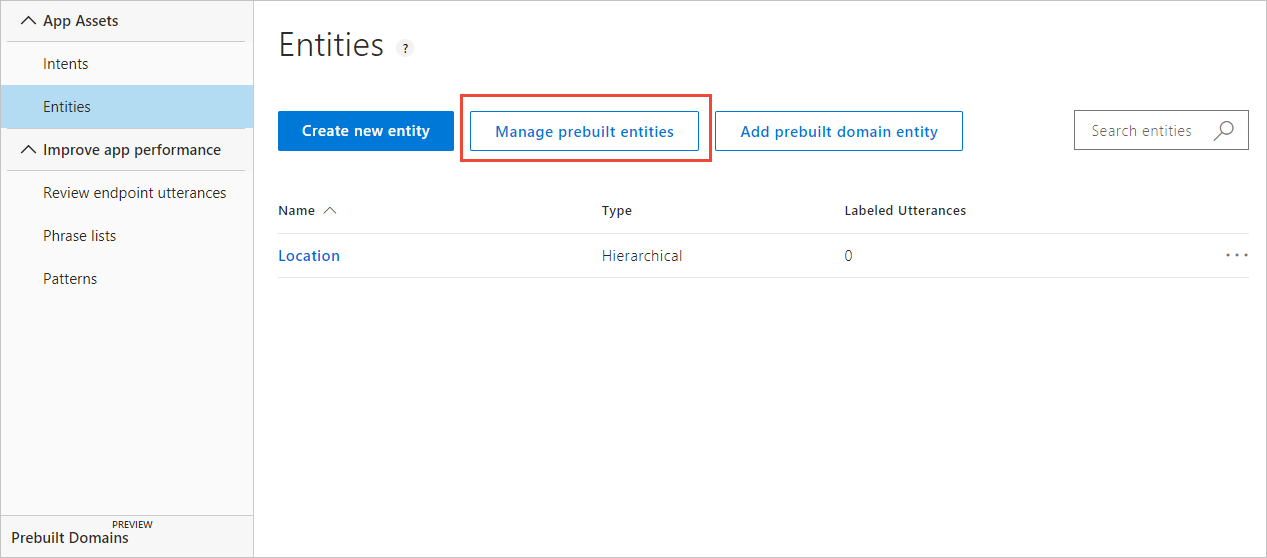 App Assets
Intents
Entities
Improve app performance
Review endpoint utterances
Phrase lists
Patterns
PREVIEW
Prebuilt Domains
Entities ?
Create new entity Manage prebuilt entities Add prebuilt domain entity Search entities
Name Type Labeled Utterances
Location Hierarchical 0